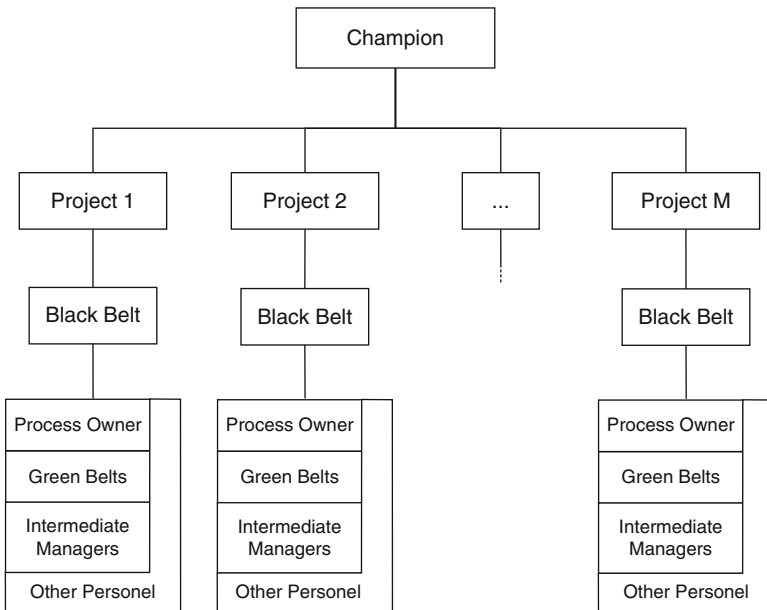 Champion
Project 1
Project 2
...
Project M
Black Belt
Black Belt
Black Belt
Process Owner
Green Belts
Intermediate
Managers
Other Personel
Process Owner
Green Belts
Intermediate
Managers
Other Personel
Process Owner
Green Belts
Intermediate
Managers
Other Personel